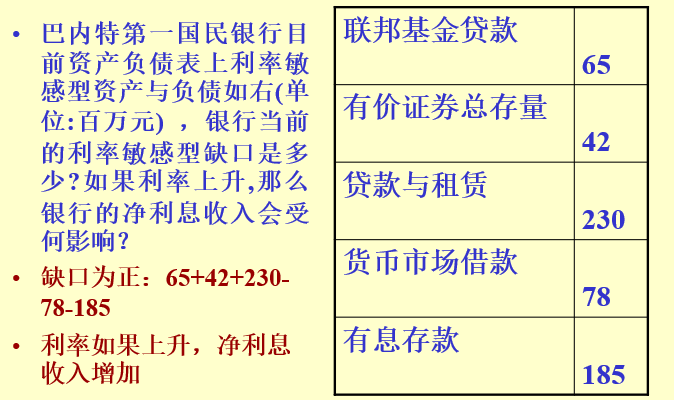 • 巴内特第一国民银行目
前资产负债表上利率敏
感型资产与负债如右(单
位:百万元) ，银行当前
的利率敏感型缺口是多
少?如果利率上升,那么
银行的净利息收入会受
何影响？
• 缺口为正：65+42+230-
78-185
• 利率如果上升，净利息
收入增加
联邦基金贷款
65
有价证券总存量
42
贷款与租赁
230
货币市场借款
78
有息存款
185